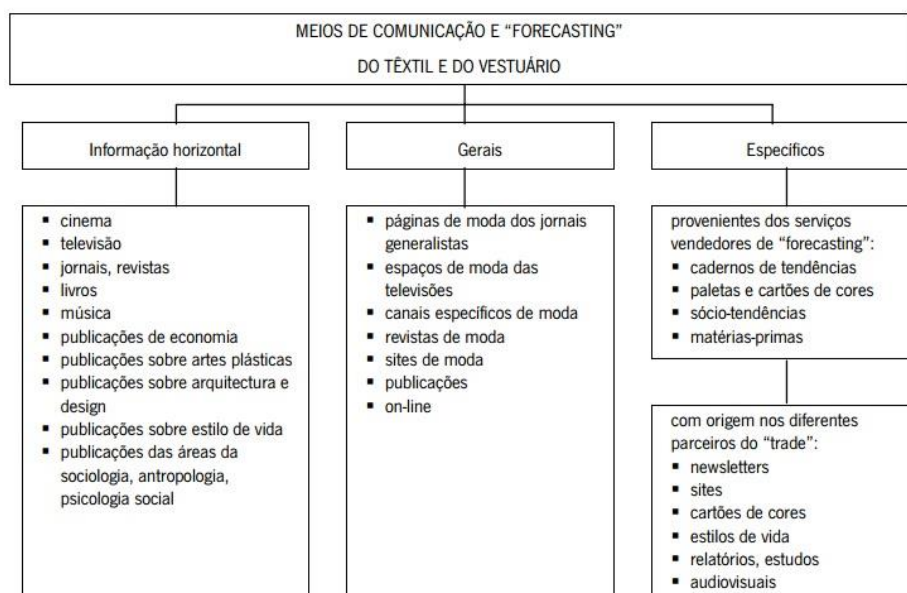 MEIOS DE COMUNICAÇÃO E “FORECASTING”
DO TÊXTIL E DO VESTUÁRIO
Informação horizontal
▪ cinema
▪ televisão
▪ jornais, revistas
▪ livros
▪ música
▪ publicações de economia
▪ publicações sobre artes plásticas
▪ publicações sobre arquitectura e
design
▪ publicações sobre estilo de vida
▪ publicações das áreas da
sociologia, antropologia,
psicologia social
Gerais
▪ páginas de moda dos jornais
generalistas
▪ espaços de moda das
televisões
▪ canais específicos de moda
▪ revistas de moda
▪ sites de moda
▪ publicações
▪ on-line
Específicos
provenientes dos serviços
vendedores de “forecasting”:
▪ cadernos de tendências
▪ paletas e cartões de cores
▪ sócio-tendências
▪ matérias-primas
com origem nos diferentes
parceiros do “trade”:
▪ newsletters
▪ sites
▪ cartões de cores
▪ estilos de vida
▪ relatórios, estudos
▪ audiovisuais